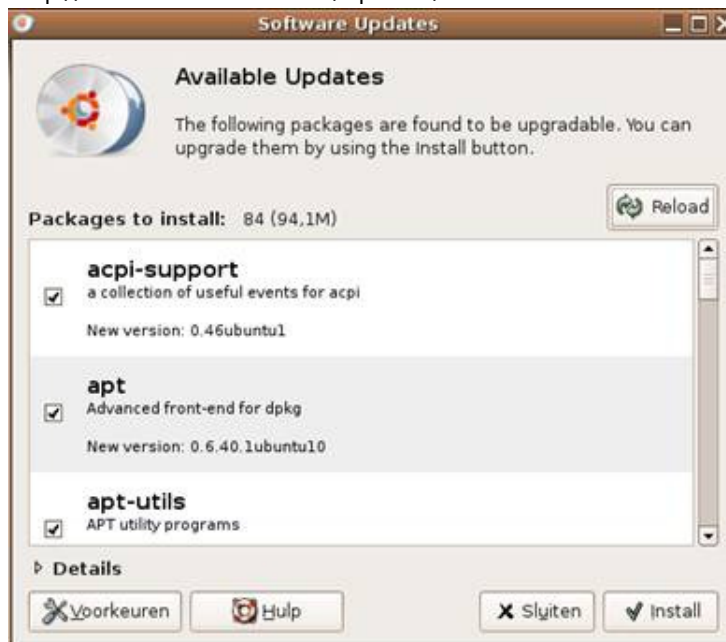 Software Updates
Available Updates
The following packages are found to be upgradable. You can
upgrade them by using the Install button.
Reload
Packages to install: 84 (94,1M)
acpi-support
a collection of useful events for acpi
New version: 0.46ubuntu1
apt
Advanced front-end for dpkg
New version: 0.6.40.1ubuntu10
apt-utils
APT utility programs
Details
Voorkeuren
Hulp
Sluiten
Install